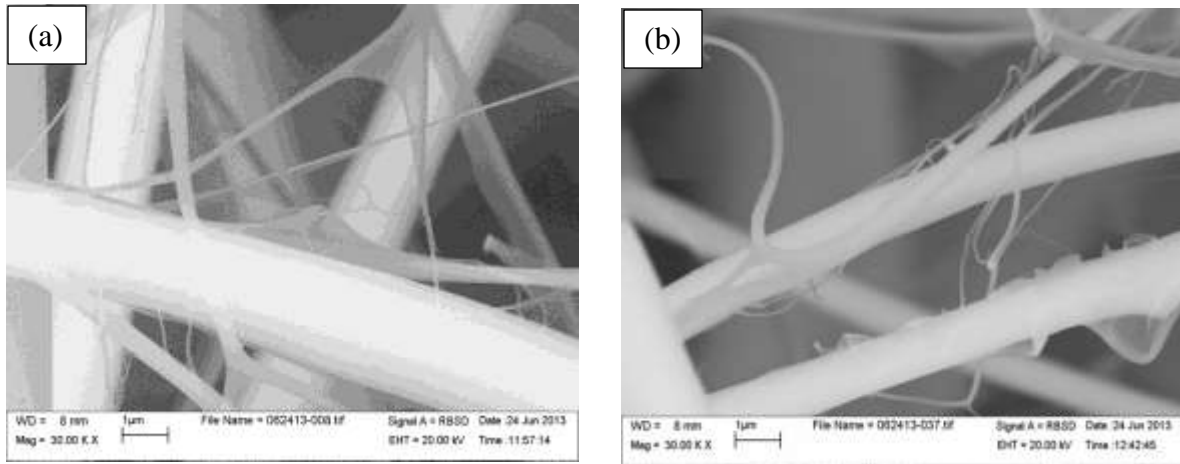 (a)
WD = 8 mm 1µm File Name = 062413-008.tif Signal A = RBSD Date :24 Jun 2013
Mag = 30.00 K X EHT = 20.00 kV Time :11:57:14
(b)
WD = 8 mm 1µm File Name = 062413-037.tif Signal A = RBSD Date :24 Jun 2013
Mag = 30.00 K X EHT = 20.00 kV Time :12:42:45